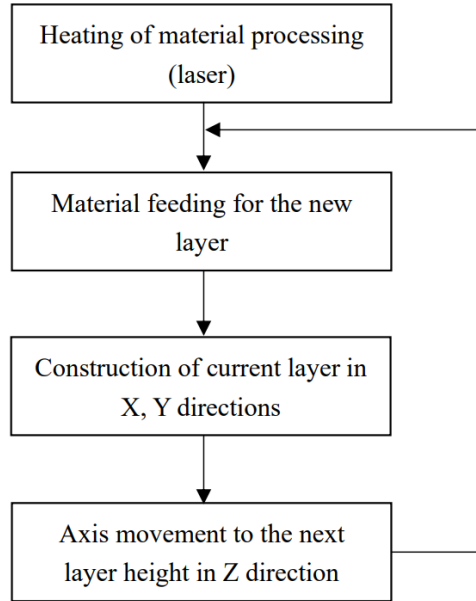 Heating of material processing
(laser)
Material feeding for the new
layer
Construction of current layer in
X, Y directions
Axis movement to the next
layer height in Z direction